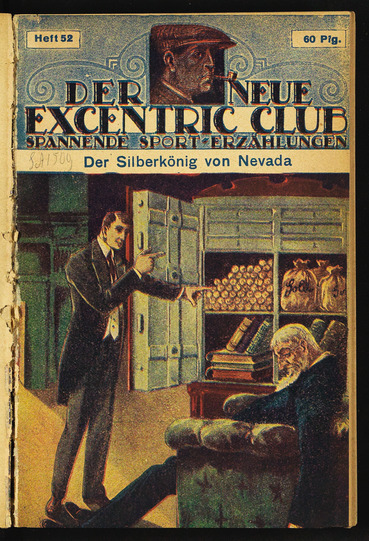 Heft 52
60 Pfg.
DER NEUE
EXCENTRIC CLUB
SPANNENDE SPORT-ERZÄHLUNGEN
Der Silberkönig von Nevada